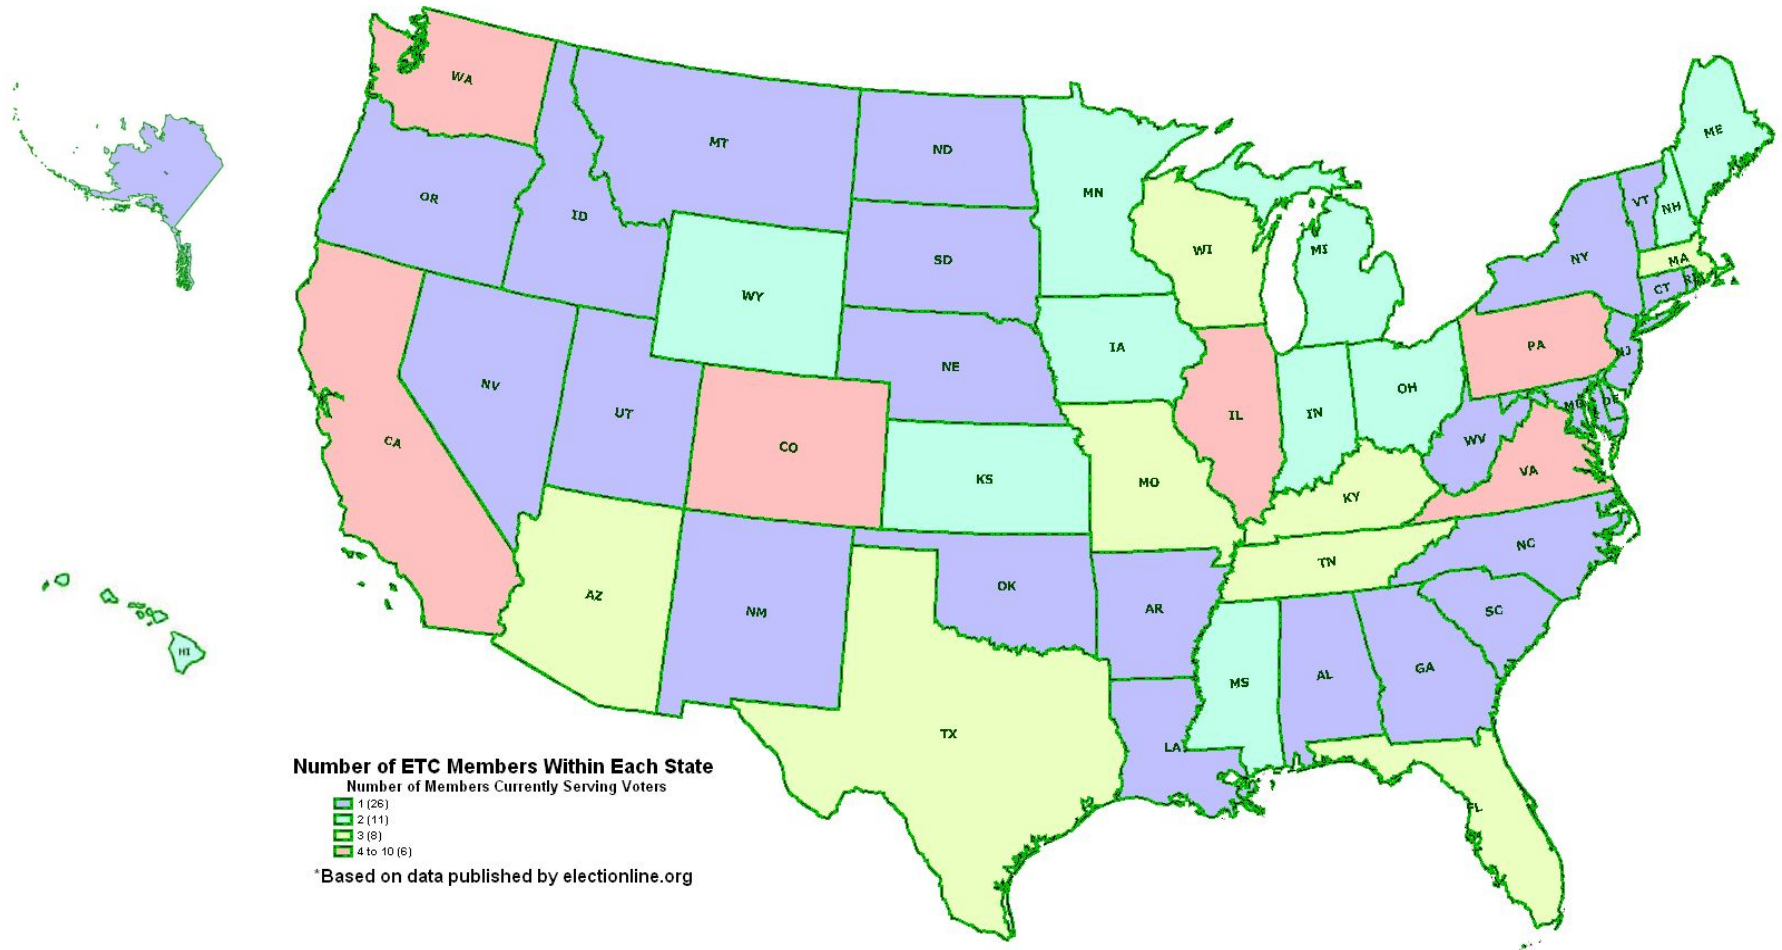 WA
ME
MT
ND
MN
OR
ID
VT
NH
WI
MI
SD
NY
MA
CT
RI
WY
IA
PA
NE
NJ
NV
UT
OH
IL
IN
MD
DE
CA
CO
WV
VA
KS
MO
KY
NC
TN
AZ
OK
NM
AR
SC
HI
MS
AL
GA
TX
LA
FL
Number of ETC Members Within Each State
Number of Members Currently Serving Voters
1 (26)
2 (11)
3 (8)
4 to 10 (6)
*Based on data published by electionline.org